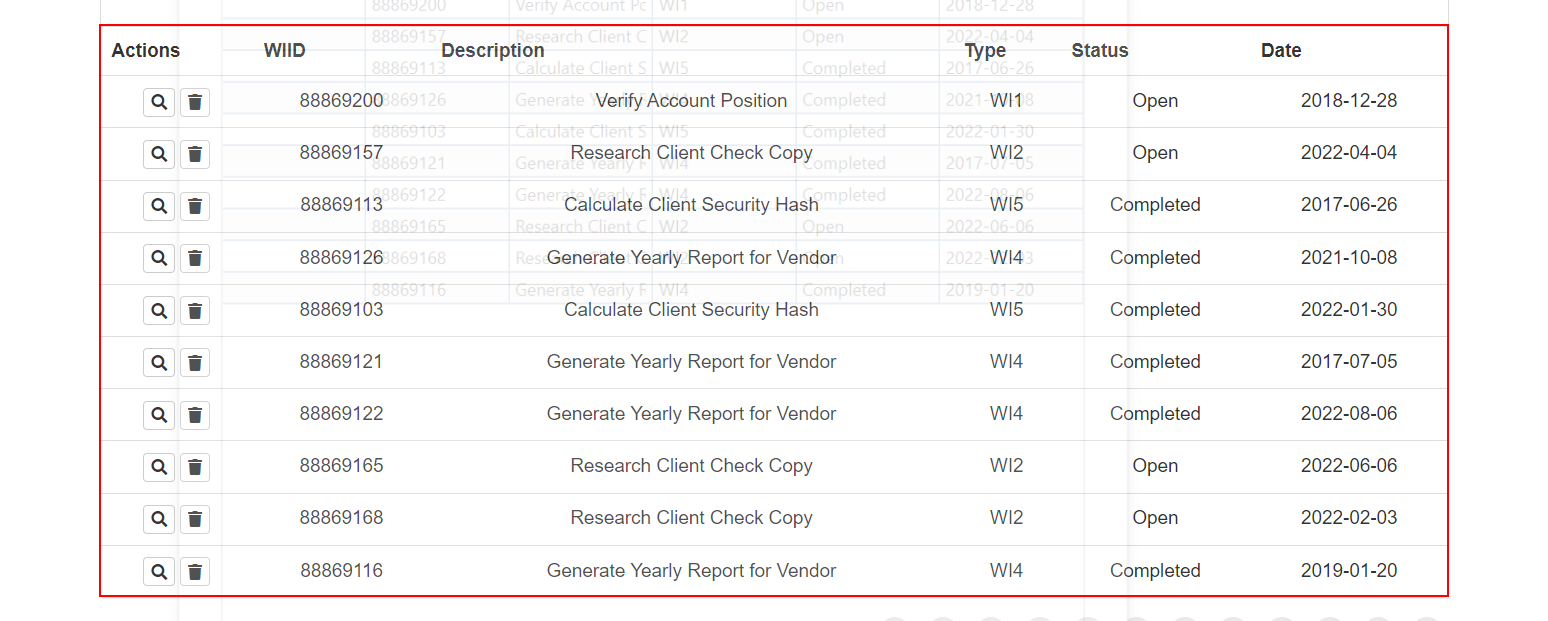 Actions WIID Description Type Status Date
88869200 Verify Account Position WI1 Open 2018-12-28
88869157 Research Client Check Copy WI2 Open 2022-04-04
88869113 Calculate Client Security Hash WI5 Completed 2017-06-26
88869126 Generate Yearly Report for Vendor WI4 Completed 2021-10-08
88869103 Calculate Client Security Hash WI5 Completed 2022-01-30
88869121 Generate Yearly Report for Vendor WI4 Completed 2017-07-05
88869122 Generate Yearly Report for Vendor WI4 Completed 2022-08-06
88869165 Research Client Check Copy WI2 Open 2022-06-06
88869168 Research Client Check Copy WI2 Open 2022-02-03
88869116 Generate Yearly Report for Vendor WI4 Completed 2019-01-20